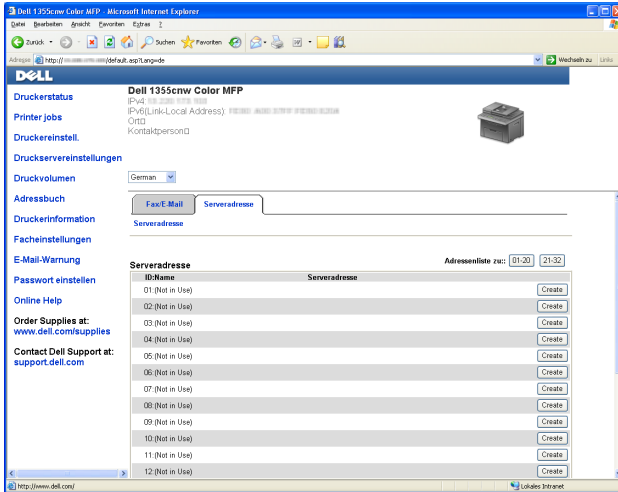 Dell 1355cnw Color MFP - Microsoft Internet Explorer
Datei Bearbeiten Ansicht Favoriten Extras ?
Zurück Suchen Favoriten
Adresse http:// /default.asp?Lang=de Wechseln zu Links
DELL
Druckerstatus
Printer jobs
Druckereinstell.
Druckservereinstellungen
Druckvolumen
Adressbuch
Druckerinformation
Facheinstellungen
E-Mail-Warnung
Passwort einstellen
Online Help
Order Supplies at:
www.dell.com/supplies
Contact Dell Support at:
support.dell.com
Dell 1355cnw Color MFP
IPv4
IPv6(Link-Local Address):
Ort
Kontaktperson
German
Fax/E-Mail Serveradresse
Serveradresse
Serveradresse Adressenliste zu:: 01-20 21-32
ID:Name Serveradresse
01:(Not in Use) Create
02:(Not in Use) Create
03:(Not in Use) Create
04:(Not in Use) Create
05:(Not in Use) Create
06:(Not in Use) Create
07:(Not in Use) Create
08:(Not in Use) Create
09:(Not in Use) Create
10:(Not in Use) Create
11:(Not in Use) Create
12:(Not in Use) Create
http://www.dell.com/ Lokales Intranet